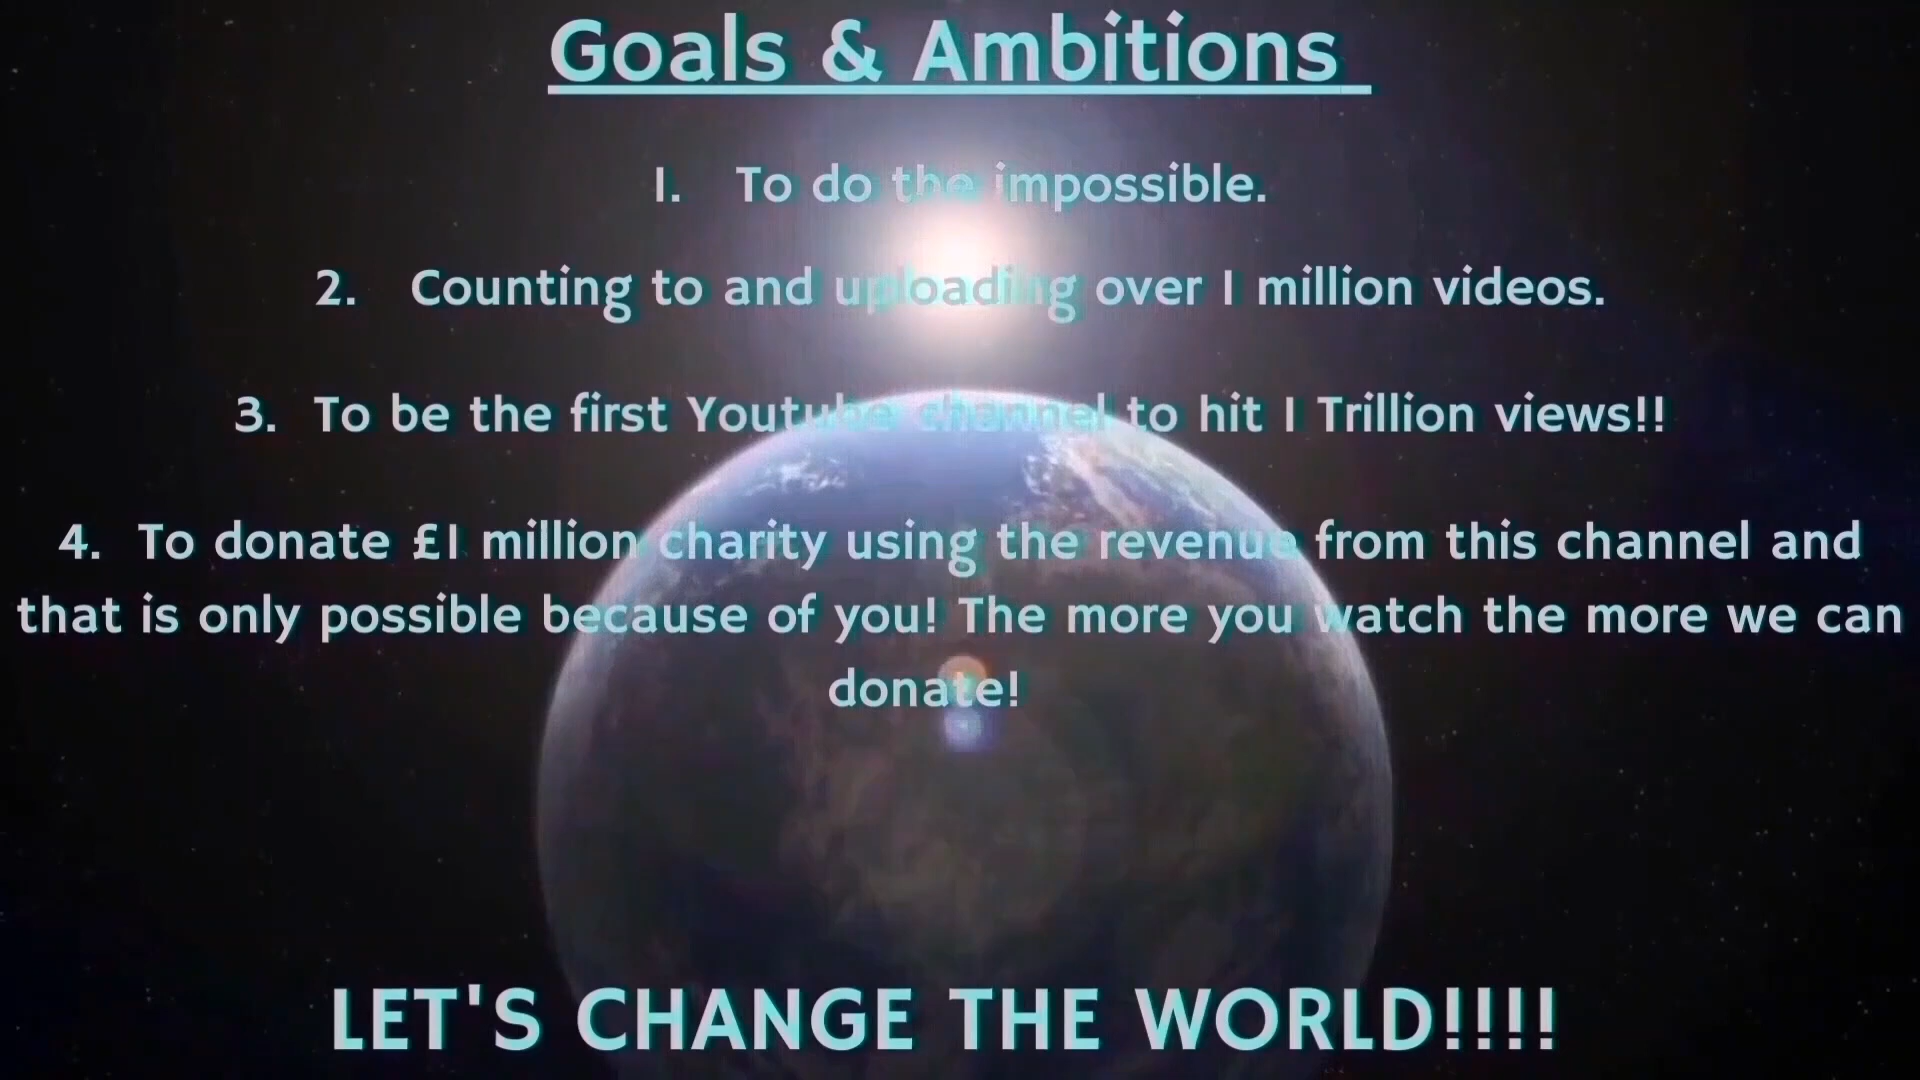 Goals & Ambitions
1. To do the impossible.
2. Counting to and uploading over 1 million videos.
3. To be the first Youtube channel to hit 1 Trillion views!!
4. To donate £1 million charity using the revenue from this channel and
that is only possible because of you! The more you watch the more we can
donate!
LET'S CHANGE THE WORLD!!!!